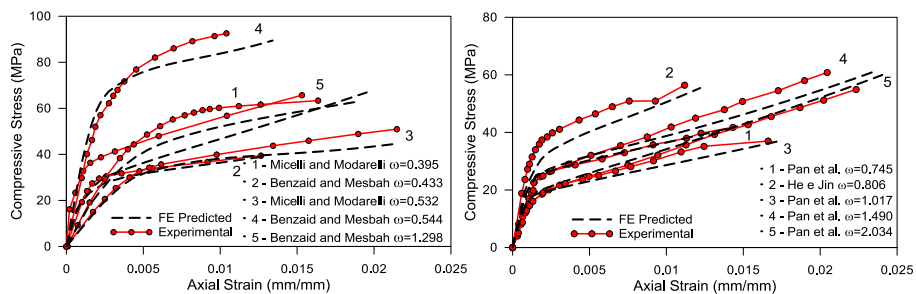 100
80
60
40
20
0
Compressive Stress (MPa)
4
1
5
3
2
1 - Micelli and Modarelli ω=0.395
2 - Benzaid and Mesbah ω=0.433
3 - Micelli and Modarelli ω=0.532
4 - Benzaid and Mesbah ω=0.544
5 - Benzaid and Mesbah ω=1.298
FE Predicted
Experimental
0 0.005 0.01 0.015 0.02 0.025
Axial Strain (mm/mm)
80
60
40
20
0
Compressive Stress (MPa)
2
4
5
1
3
1 - Pan et al. ω=0.745
2 - He e Jin ω=0.806
3 - Pan et al. ω=1.017
4 - Pan et al. ω=1.490
5 - Pan et al. ω=2.034
FE Predicted
Experimental
0 0.005 0.01 0.015 0.02 0.025
Axial Strain (mm/mm)